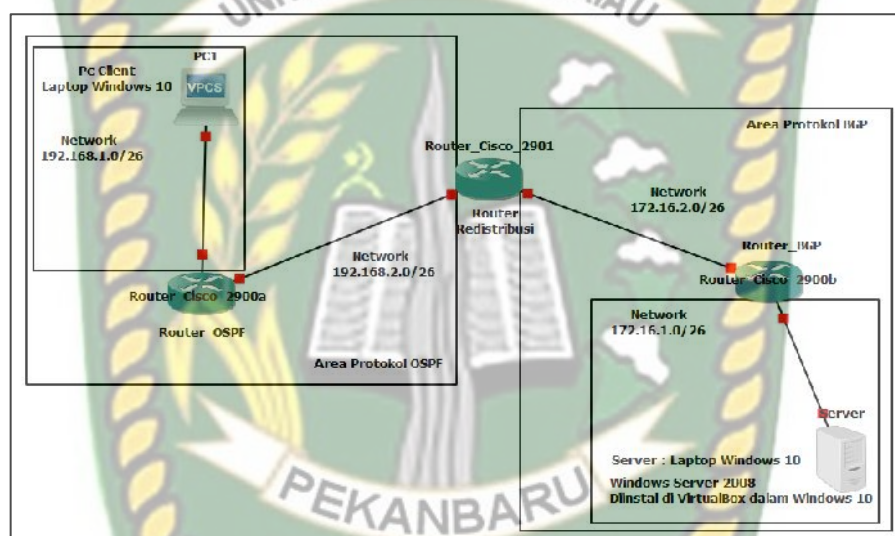 PC1
Pc Client
Laptop Windows 10
VPCS
Network
192.168.1.0/26
Router_Cisco_2900a
Router_OSPF
Network
192.168.2.0/26
Area Protokol OSPF
Router_Cisco_2901
Router
Redistribusi
Area Protokol BGP
Network
172.16.2.0/26
Router_BGP
Router_Cisco_2900b
Network
172.16.1.0/26
Server
Server : Laptop Windows 10
Windows Server 2008
Diinstal di VirtualBox dalam Windows 10
PEKANBARU